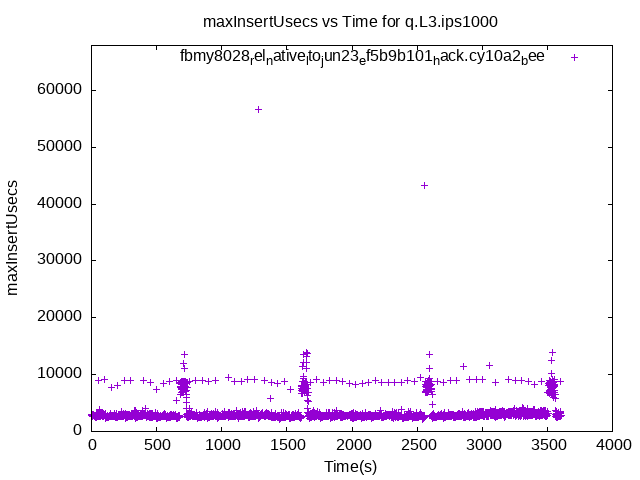 maxInsertUsecs vs Time for q.L3.ips1000
fbmy8028relnativeltojun23ef5b9b101hack.cy10a2bee
60000
50000
40000
30000
20000
10000
0
maxInsertUsecs
0 500 1000 1500 2000 2500 3000 3500 4000
Time(s)